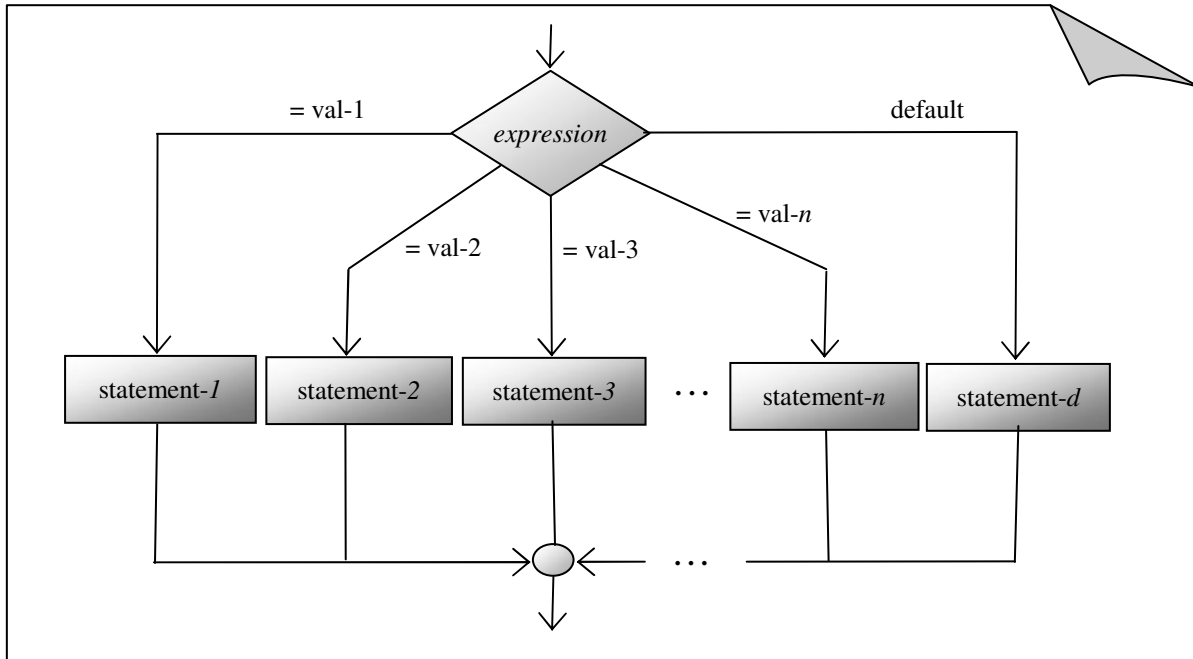 = val-1
default
expression
= val-n
= val-2
= val-3
statement-1
statement-2
statement-3
...
statement-n
statement-d
...